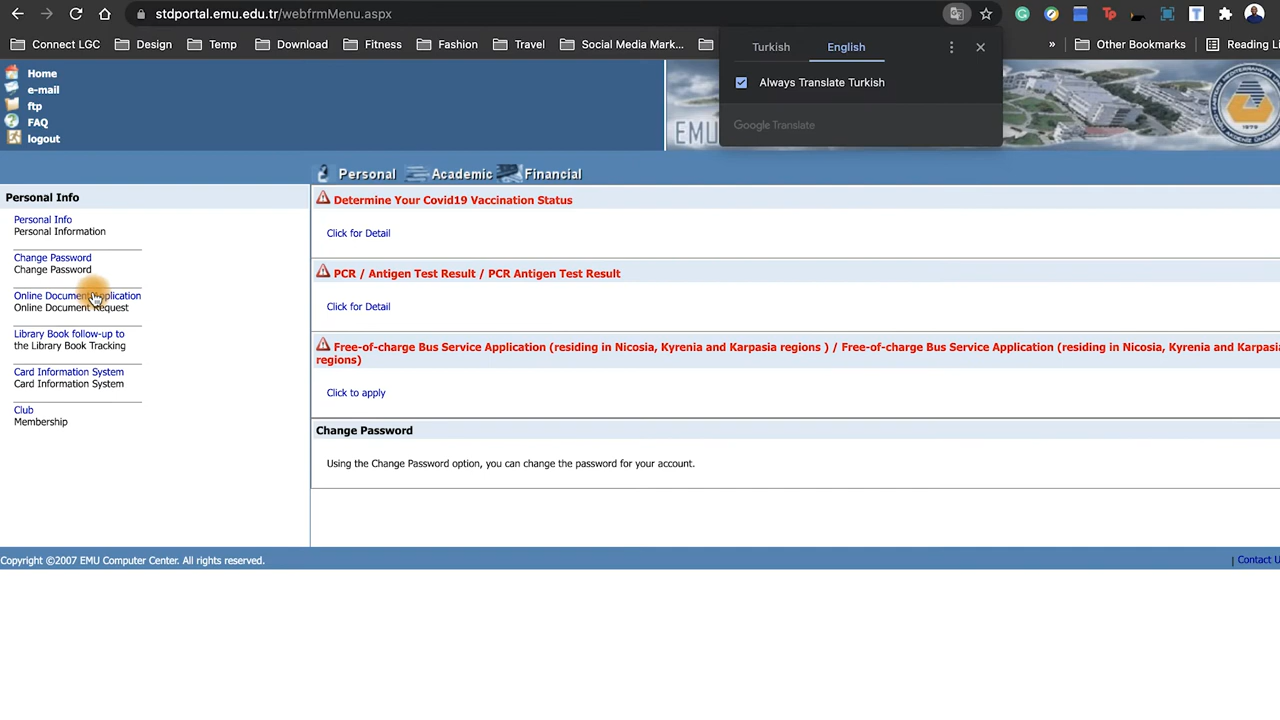 stdportal.emu.edu.tr/webfrmMenu.aspx
Connect LGC
Design
Temp
Download
Fitness
Fashion
Travel
Social Media Mark...
»
Other Bookmarks
Reading Li
Turkish
English
Always Translate Turkish
Google Translate
Home
e-mail
ftp
FAQ
logout
EMU
Personal
Academic
Financial
Personal Info
Personal Info
Personal Information
Change Password
Change Password
Online Document Application
Online Document Request
Library Book follow-up to
the Library Book Tracking
Card Information System
Card Information System
Club
Membership
Determine Your Covid19 Vaccination Status
Click for Detail
PCR / Antigen Test Result / PCR Antigen Test Result
Click for Detail
Free-of-charge Bus Service Application (residing in Nicosia, Kyrenia and Karpasia regions ) / Free-of-charge Bus Service Application (residing in Nicosia, Kyrenia and Karpasia
regions)
Click to apply
Change Password
Using the Change Password option, you can change the password for your account.
Copyright ©2007 EMU Computer Center. All rights reserved.
| Contact U